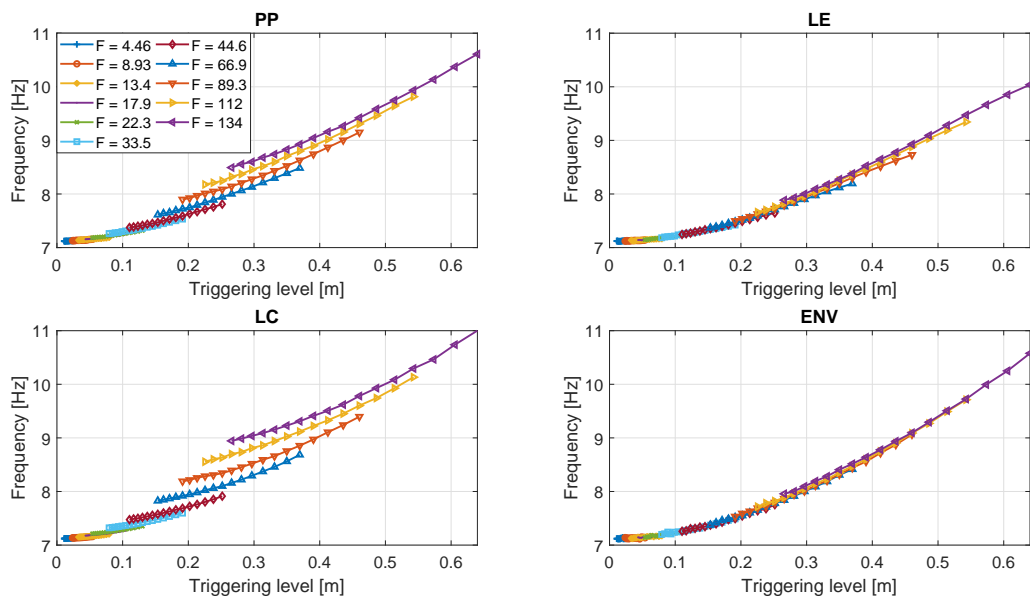 PP
11
10
9
8
7
Frequency [Hz]
F = 4.46 F = 44.6
F = 8.93 F = 66.9
F = 13.4 F = 89.3
F = 17.9 F = 112
F = 22.3 F = 134
F = 33.5
0 0.1 0.2 0.3 0.4 0.5 0.6
Triggering level [m]
LE
11
10
9
8
7
Frequency [Hz]
0 0.1 0.2 0.3 0.4 0.5 0.6
Triggering level [m]
LC
11
10
9
8
7
Frequency [Hz]
0 0.1 0.2 0.3 0.4 0.5 0.6
Triggering level [m]
ENV
11
10
9
8
7
Frequency [Hz]
0 0.1 0.2 0.3 0.4 0.5 0.6
Triggering level [m]